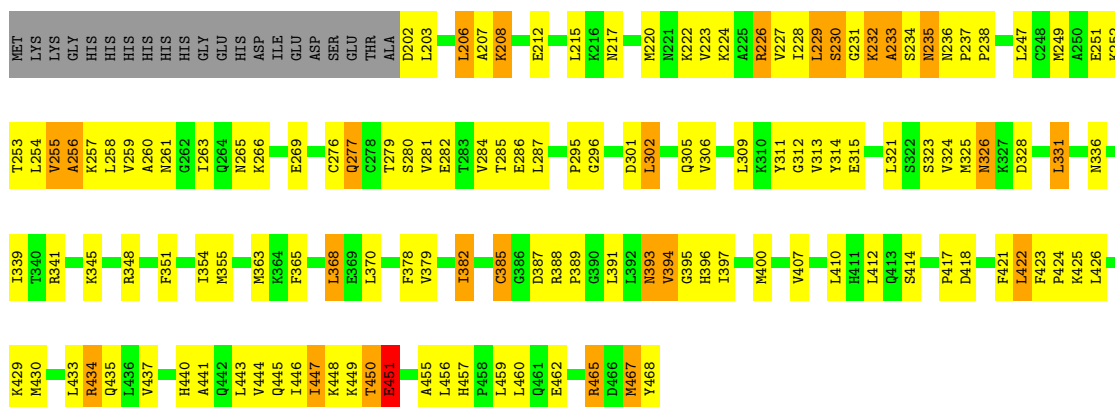 MET LYS LYS GLY HIS HIS HIS HIS HIS HIS GLY GLU HIS ASP ILE GLU ASP SER GLU THR ALA D202 L203 L206 A207 K208 E212 L215 K216 N217 M220 N221 K222 V223 K224 A225 R226 V227 I228 L229 S230 G231 K232 A233 S234 N235 N236 P237 P238 L247 C248 M249 A250 E251 K252
T253 L254 V255 A256 K257 L258 V259 A260 N261 G262 I263 Q264 N265 K266 E269 C276 Q277 C278 T279 S280 V281 E282 T283 V284 T285 E286 L287 P295 G296 D301 L302 Q305 V306 L309 K310 Y311 G312 V313 Y314 E315 L321 S322 S323 V324 M325 N326 K327 D328 L331 N336
I339 T340 R341 K345 R348 F351 I354 M355 M363 K364 F365 L368 E369 L370 F378 V379 I382 C385 G386 D387 R388 P389 G390 L391 L392 N393 V394 G395 H396 I397 M400 V407 L410 H411 L412 Q413 S414 P417 D418 F421 L422 F423 P424 K425 L426
K429 M430 L433 R434 Q435 L436 V437 H440 A441 Q442 L443 V444 Q445 I446 I447 K448 K449 T450 E451 A455 L456 H457 P458 L459 L460 Q461 E462 R465 D466 M467 Y468